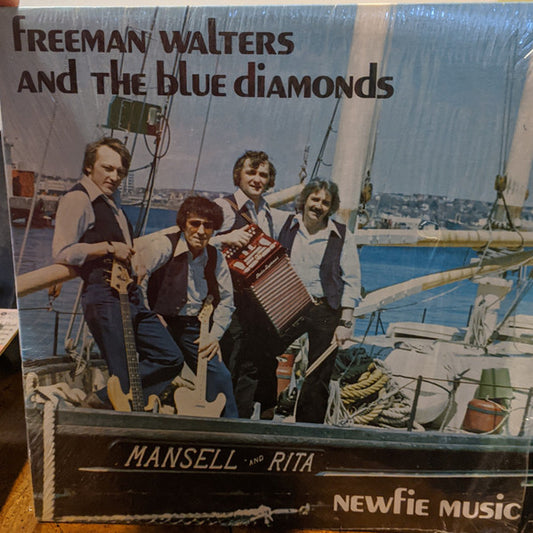 FREEMAN WALTERS
AND THE BLUE DIAMONDS
MANSELL AND RITA
NEWFIE MUSIC